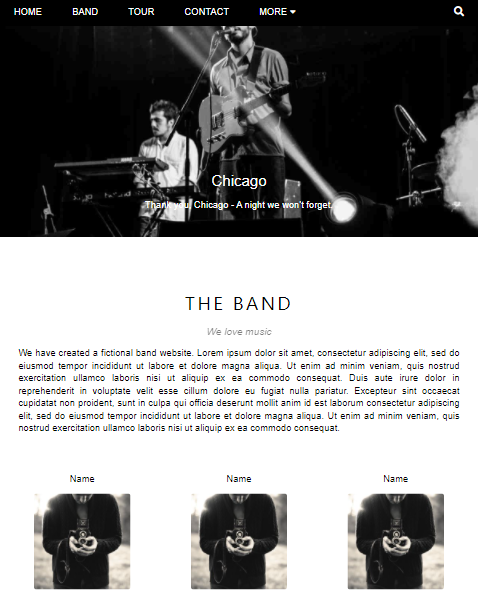 HOME BAND TOUR CONTACT MORE
Chicago
Thank you, Chicago - A night we won't forget.
THE BAND
We love music
We have created a fictional band website. Lorem ipsum dolor sit amet, consectetur adipiscing elit, sed do
eiusmod tempor incididunt ut labore et dolore magna aliqua. Ut enim ad minim veniam, quis nostrud
exercitation ullamco laboris nisi ut aliquip ex ea commodo consequat. Duis aute irure dolor in
reprehenderit in voluptate velit esse cillum dolore eu fugiat nulla pariatur. Excepteur sint occaecat
cupidatat non proident, sunt in culpa qui officia deserunt mollit anim id est laborum consectetur adipiscing
elit, sed do eiusmod tempor incididunt ut labore et dolore magna aliqua. Ut enim ad minim veniam, quis
nostrud exercitation ullamco laboris nisi ut aliquip ex ea commodo consequat.
Name Name Name